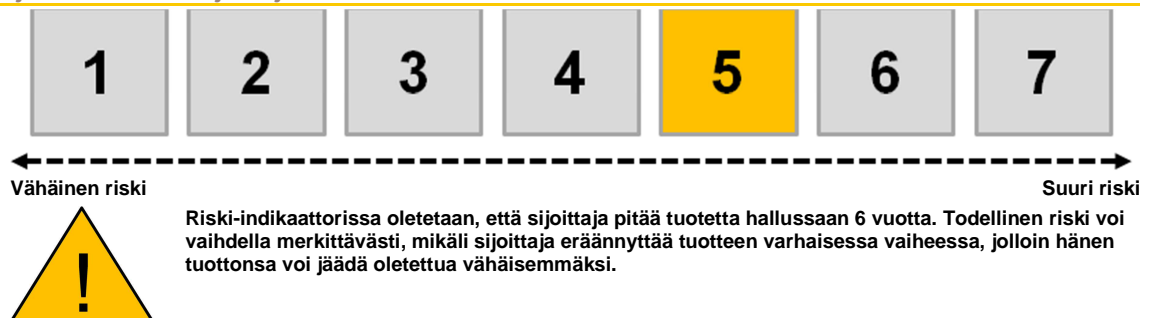 1 2 3 4 5 6 7
Vähäinen riski Suuri riski
Riski-indikaattorissa oletetaan, että sijoittaja pitää tuotetta hallussaan 6 vuotta. Todellinen riski voi
vaihdella merkittävästi, mikäli sijoittaja eräännyttää tuotteen varhaisessa vaiheessa, jolloin hänen
tuottonsa voi jäädä oletettua vähäisemmäksi.
!